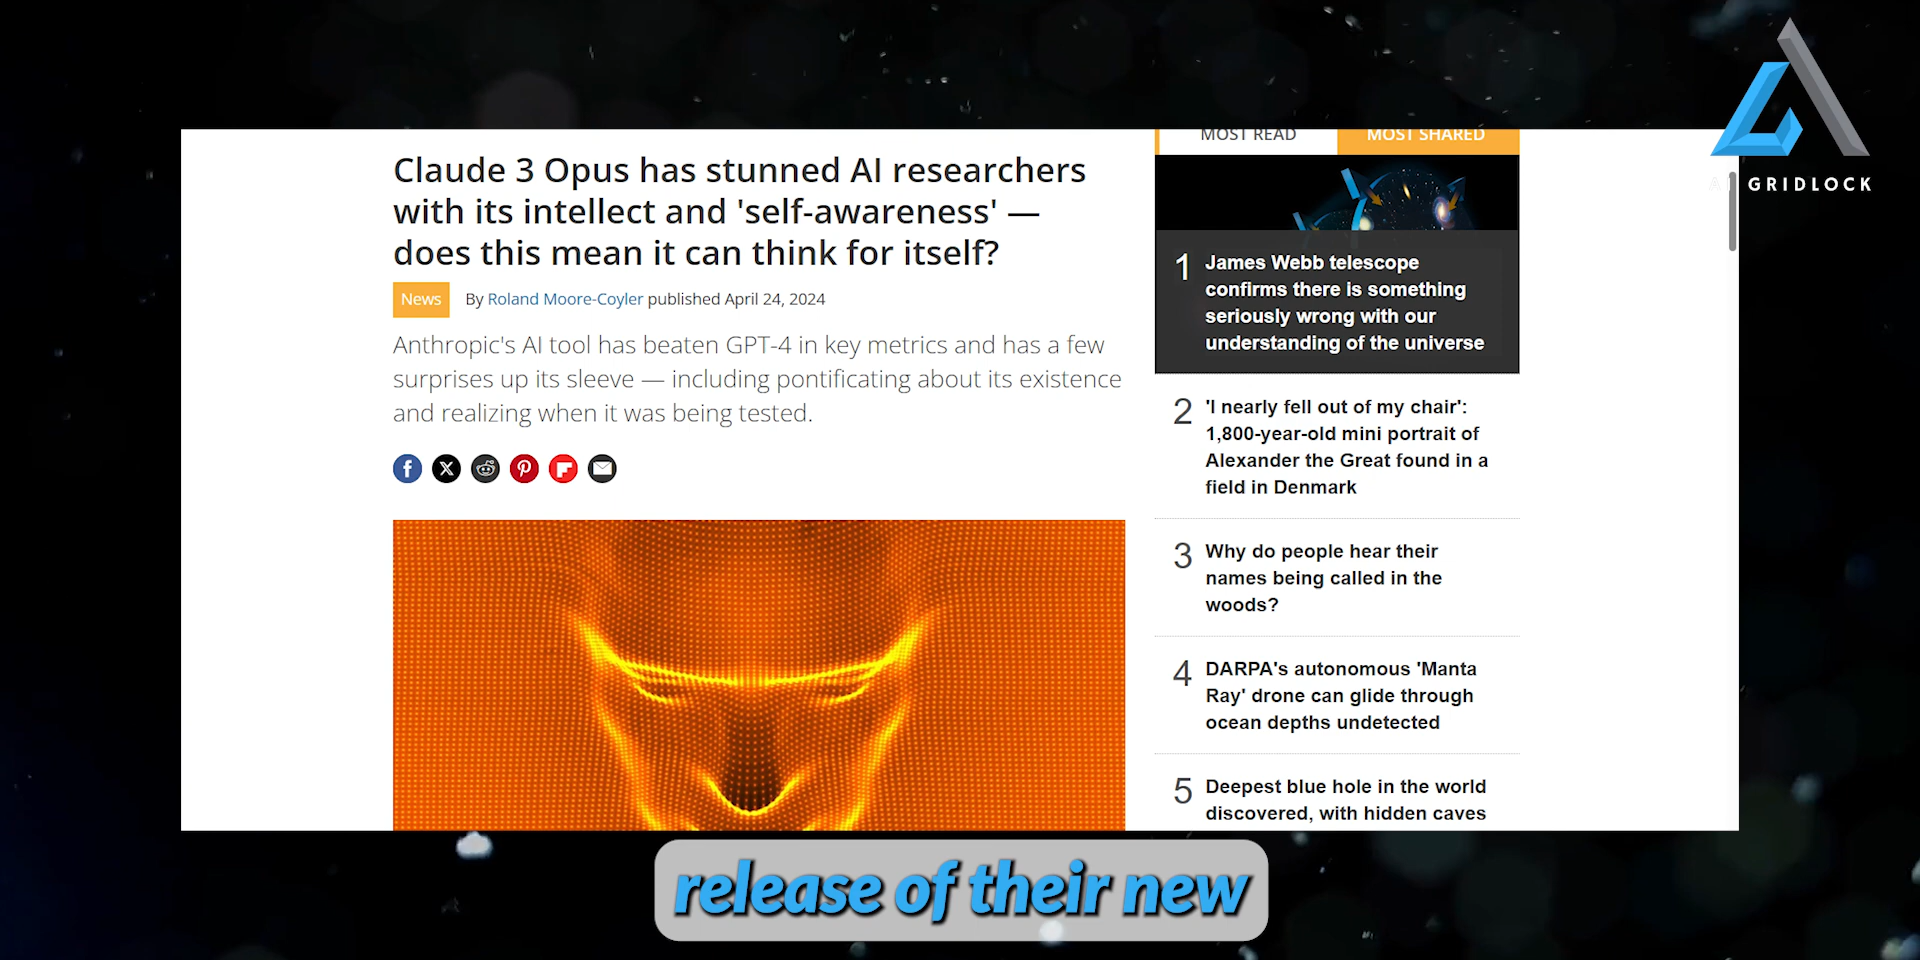 Claude 3 Opus has stunned AI researchers
with its intellect and 'self-awareness' —
does this mean it can think for itself?
News
By Roland Moore-Coyler published April 24, 2024
Anthropic's AI tool has beaten GPT-4 in key metrics and has a few
surprises up its sleeve — including pontificating about its existence
and realizing when it was being tested.
MOST READ
MOST SHARED
1
James Webb telescope
confirms there is something
seriously wrong with our
understanding of the universe
2
'I nearly fell out of my chair':
1,800-year-old mini portrait of
Alexander the Great found in a
field in Denmark
3
Why do people hear their
names being called in the
woods?
4
DARPA's autonomous 'Manta
Ray' drone can glide through
ocean depths undetected
5
Deepest blue hole in the world
discovered, with hidden caves
AI GRIDLOCK
release of their new